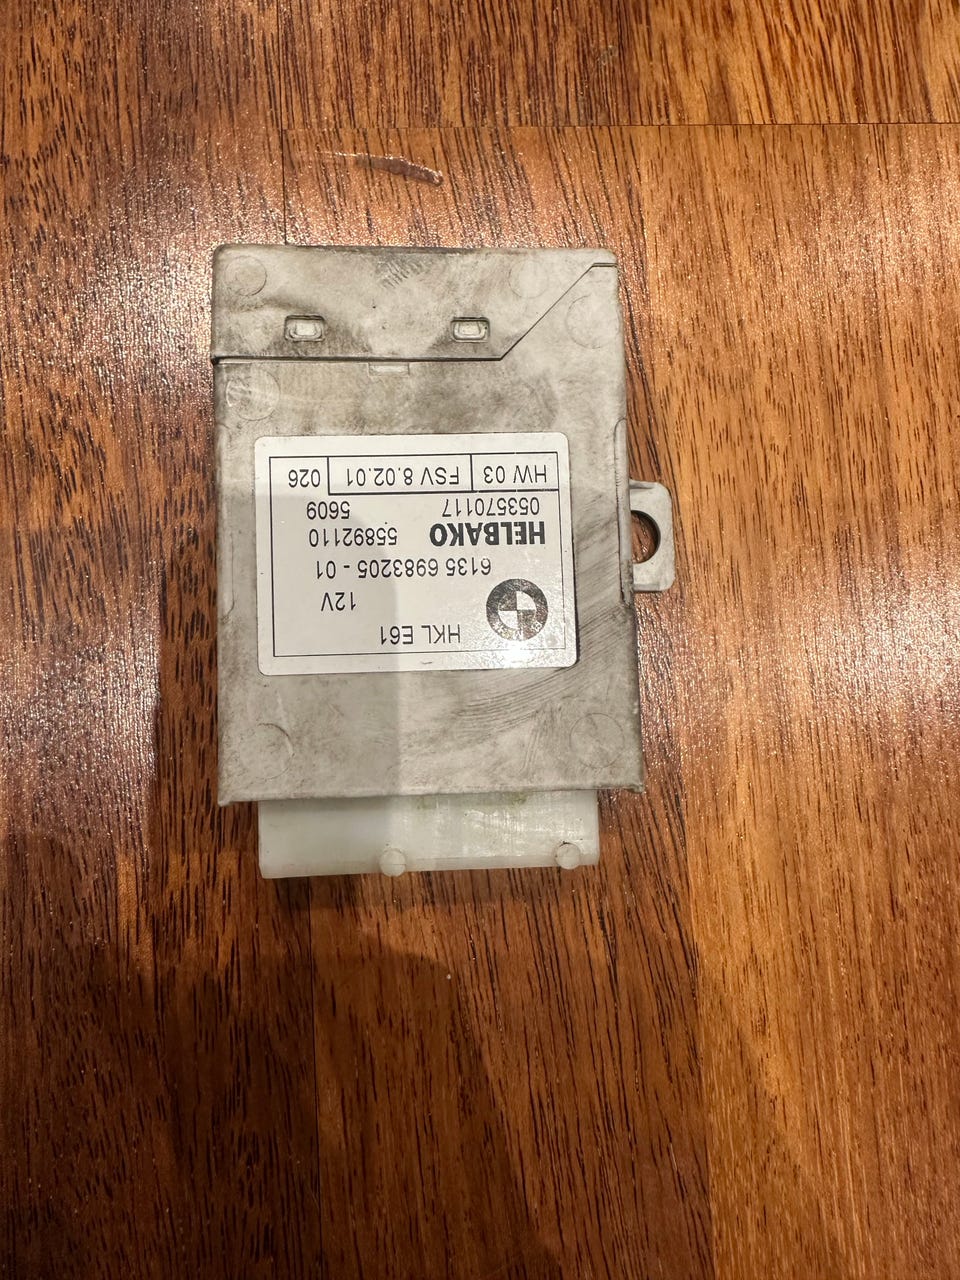 HKL E61
12V
6135 6983205 - 01
HELBAKO 55892110
053570117 5609
HW 03 FSV 8.02.01 026